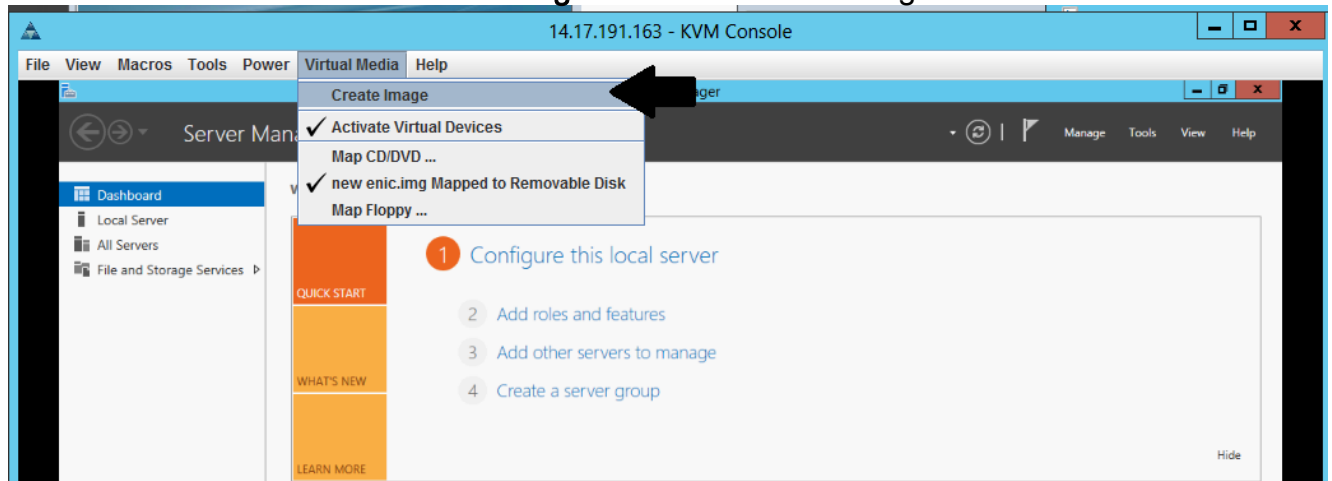 14.17.191.163 - KVM Console
File View Macros Tools Power Virtual Media Help
Create Image
ager
Server Mana
Manage Tools View Help
Activate Virtual Devices
Map CD/DVD ...
new enic.img Mapped to Removable Disk
Map Floppy ...
Dashboard
Local Server
All Servers
File and Storage Services
QUICK START
WHAT'S NEW
LEARN MORE
1 Configure this local server
2 Add roles and features
3 Add other servers to manage
4 Create a server group
Hide